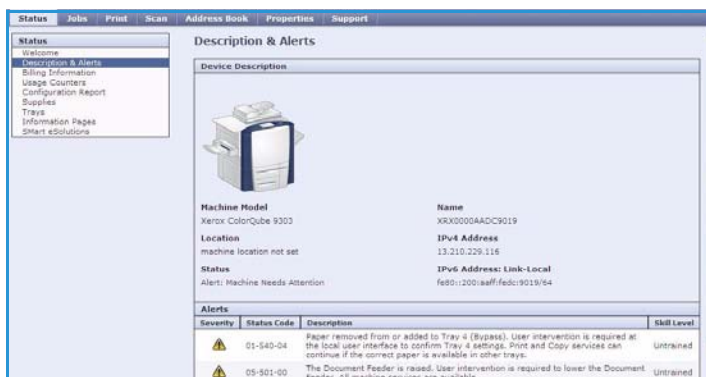 Status Jobs Print Scan Address Book Properties Support
Status
Welcome
Description & Alerts
Billing Information
Usage Counters
Configuration Report
Supplies
Trays
Information Pages
SMart eSolutions
Description & Alerts
Device Description
Machine Model
Xerox ColorQube 9303
Name
XRX0000AADC9019
Location
machine location not set
IPv4 Address
13.210.229.116
Status
Alert: Machine Needs Attention
IPv6 Address: Link-Local
fe80::200:aaff:fedc:9019/64
Alerts
Severity Status Code Description Skill Level
01-540-04 Paper removed from or added to Tray 4 (Bypass). User intervention is required at Untrained
the local user interface to confirm Tray 4 settings. Print and Copy services can
continue if the correct paper is available in other trays.
05-501-00 The Document Feeder is raised. User intervention is required to lower the Document Untrained
Feeder. All machine services are available.